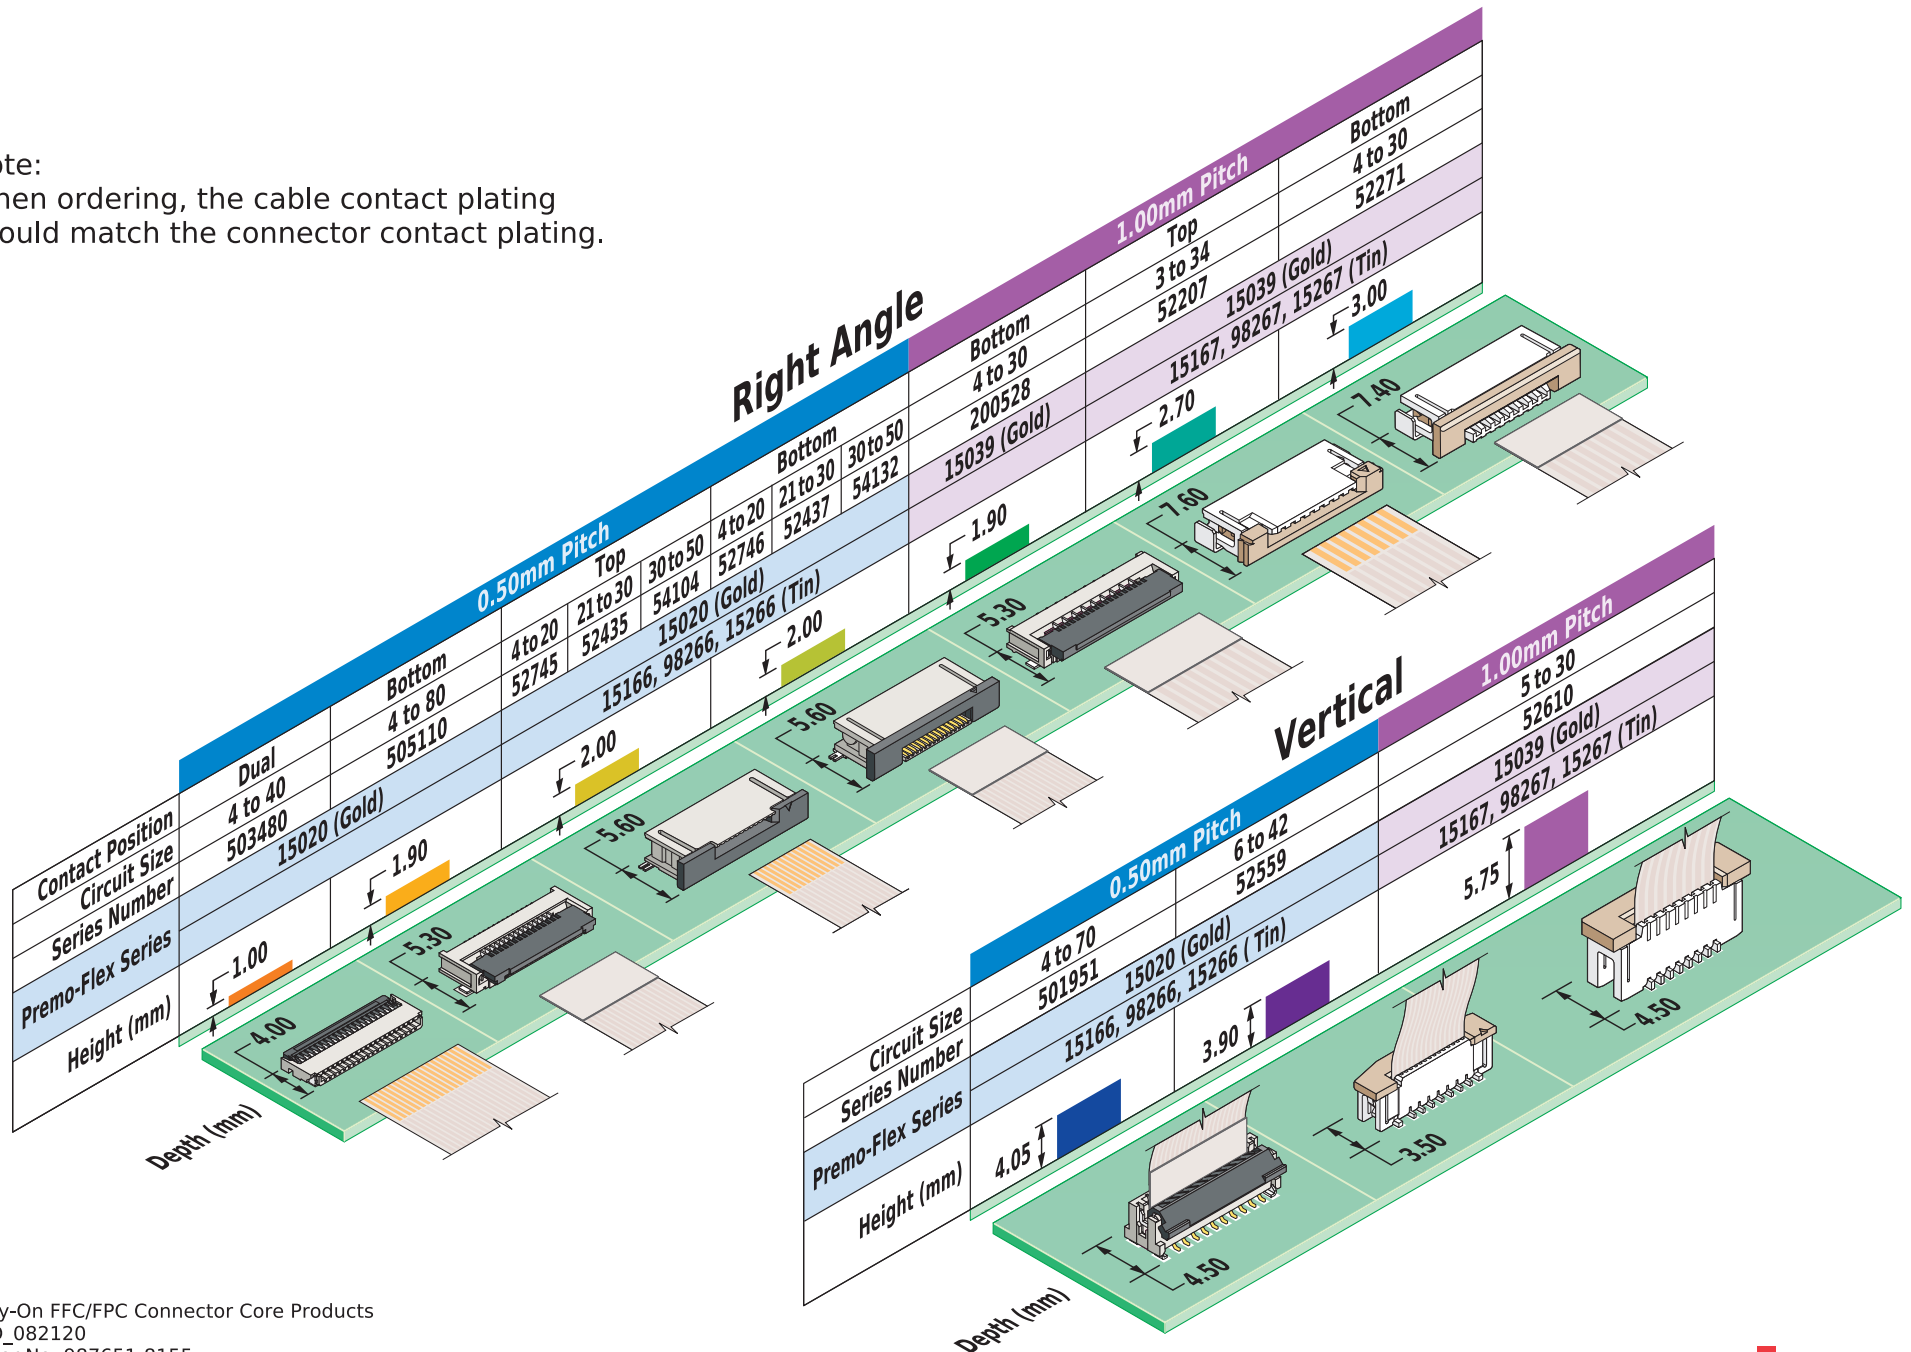 ote:
hen ordering, the cable contact plating
ould match the connector contact plating.
Right Angle
0.50mm Pitch
1.00mm Pitch
Contact Position
Dual
Bottom
Top
Bottom
Bottom
Top
Bottom
Circuit Size
4 to 40
4 to 80
4 to 20
21 to 30
30 to 50
4 to 20
21 to 30
30 to 50
4 to 30
3 to 34
4 to 30
Series Number
503480
505110
52745
52435
54104
52746
52437
54132
200528
52207
52271
Premo-Flex Series
15020 (Gold)
15020 (Gold)
15166, 98266, 15266 (Tin)
15039 (Gold)
15039 (Gold)
15167, 98267, 15267 (Tin)
Height (mm)
1.00
1.90
2.00
2.00
1.90
2.70
3.00
Depth (mm)
4.00
5.30
5.60
5.60
5.30
7.60
7.40
Vertical
0.50mm Pitch
1.00mm Pitch
Circuit Size
4 to 70
6 to 42
5 to 30
Series Number
501951
52559
52610
Premo-Flex Series
15020 (Gold)
15166, 98266, 15266 ( Tin)
15039 (Gold)
15167, 98267, 15267 (Tin)
Height (mm)
4.05
3.90
5.75
Depth (mm)
4.50
3.50
4.50
y-On FFC/FPC Connector Core Products
_082120